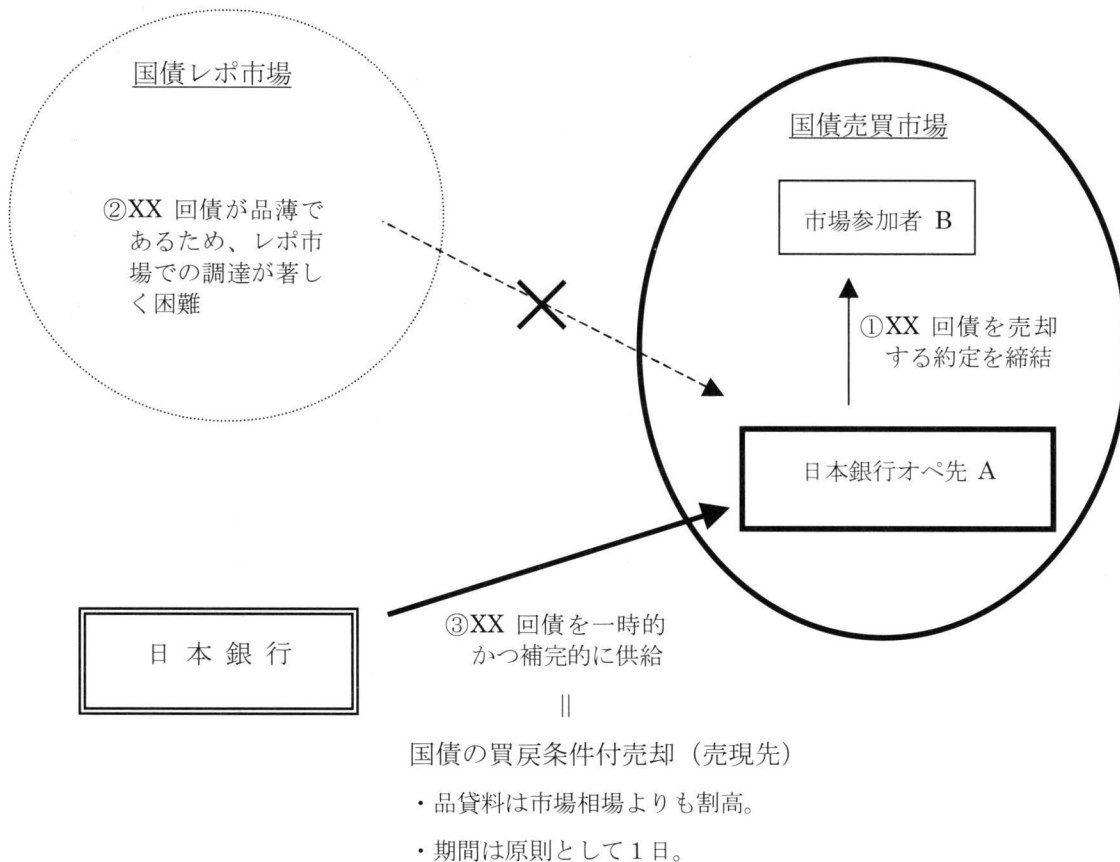 国債レポ市場
②XX 回債が品薄で
あるため、レポ市
場での調達が著し
く困難
国債売買市場
市場参加者 B
①XX 回債を売却
する約定を締結
日本銀行オペ先 A
日 本 銀 行
③XX 回債を一時的
かつ補完的に供給
||
国債の買戻条件付売却（売現先）
・品貸料は市場相場よりも割高。
・期間は原則として１日。